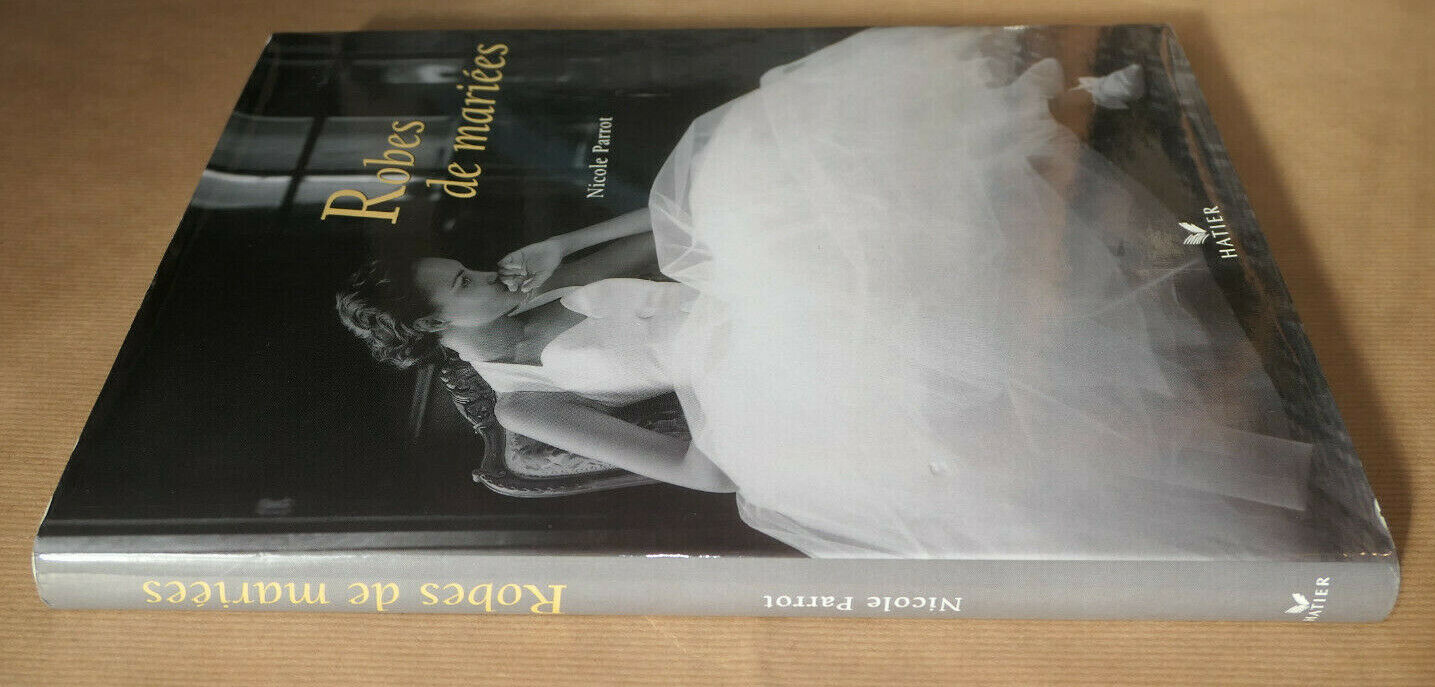 Robes
de mariées
Nicole Parrot
HATIER
Robes de mariées
Nicole Parrot
HATIER